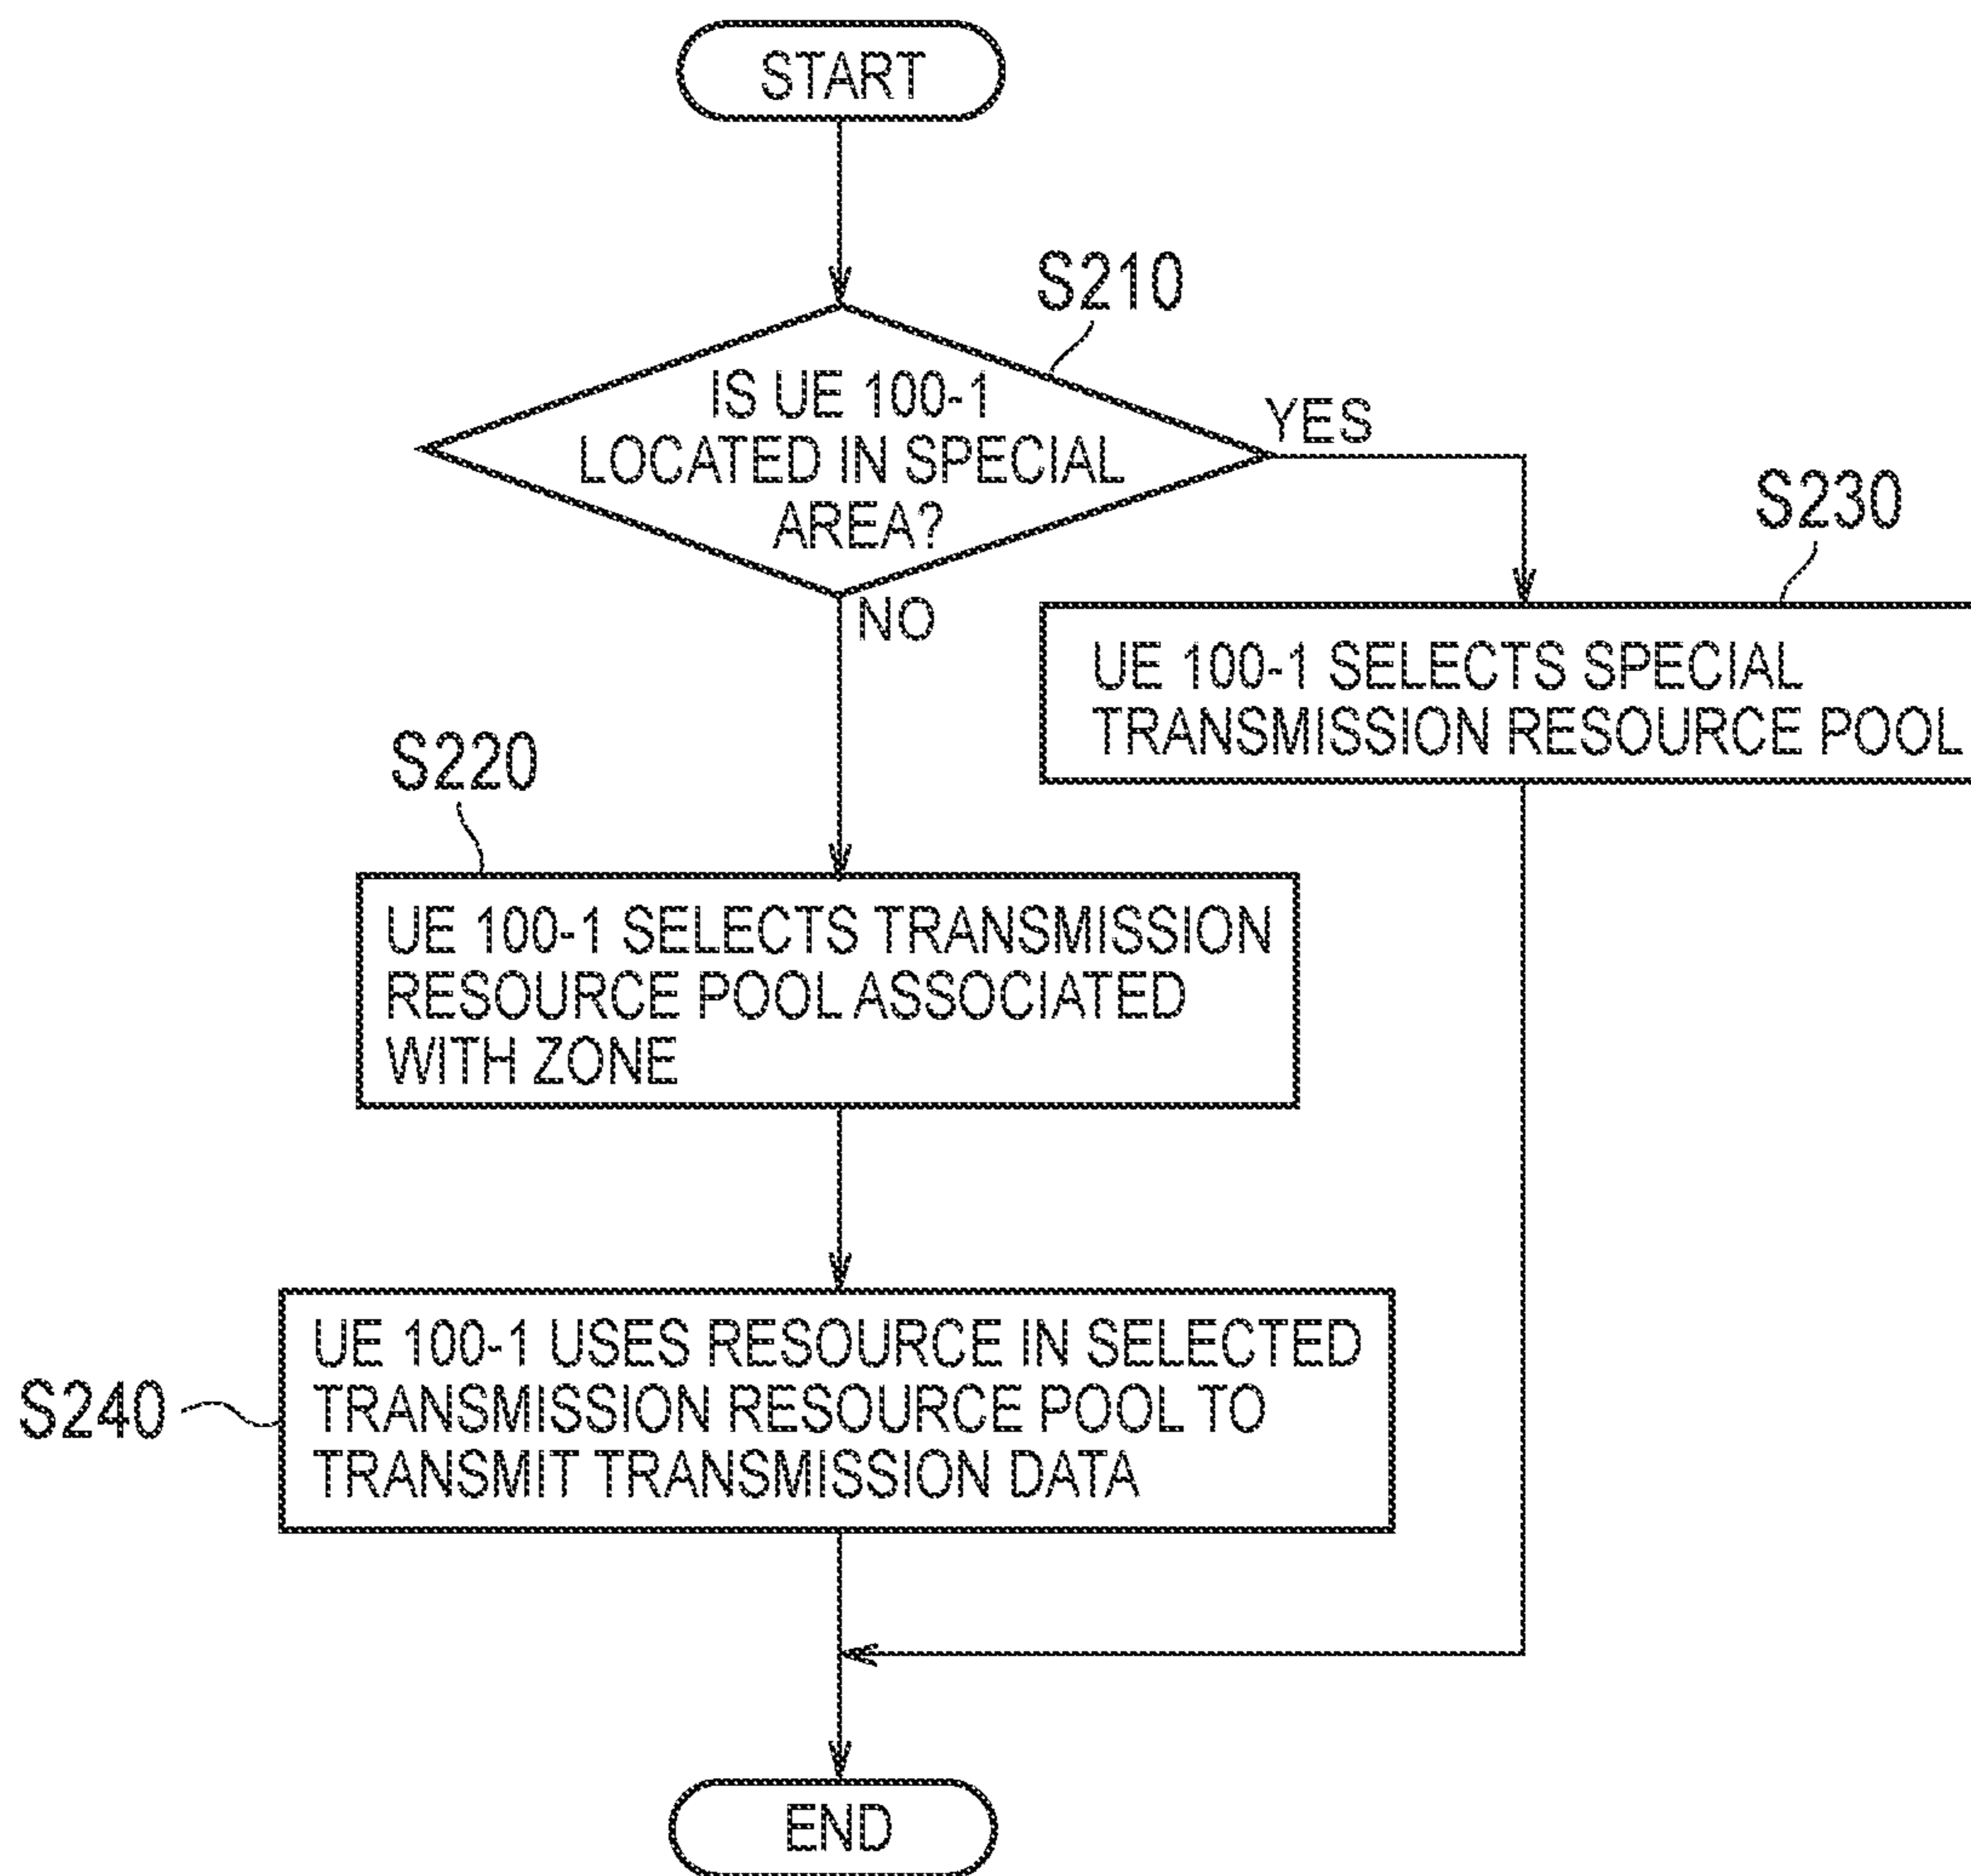 START
S210
IS UE 100-1
LOCATED IN SPECIAL
AREA?
YES
NO
S230
UE 100-1 SELECTS SPECIAL
TRANSMISSION RESOURCE POOL
S220
UE 100-1 SELECTS TRANSMISSION
RESOURCE POOL ASSOCIATED
WITH ZONE
S240
UE 100-1 USES RESOURCE IN SELECTED
TRANSMISSION RESOURCE POOL TO
TRANSMIT TRANSMISSION DATA
END